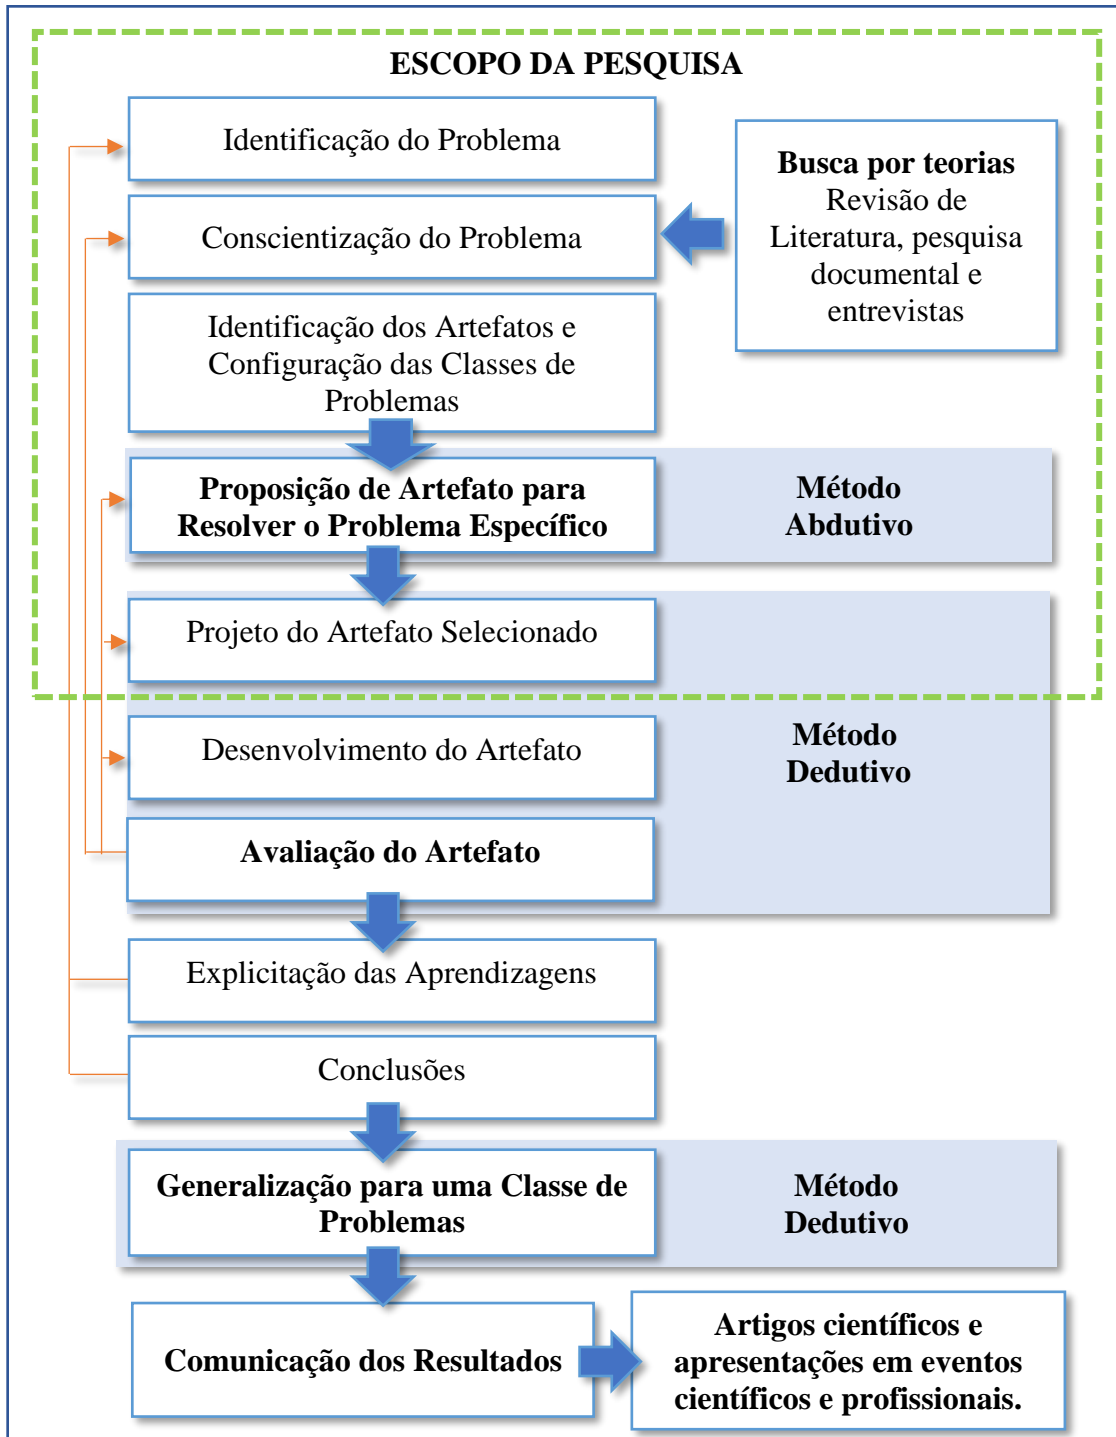 ESCOPO DA PESQUISA
Identificação do Problema
Busca por teorias
Revisão de
Literatura, pesquisa
documental e
entrevistas
Conscientização do Problema
Identificação dos Artefatos e
Configuração das Classes de
Problemas
Proposição de Artefato para
Resolver o Problema Específico
Método
Abdutivo
Projeto do Artefato Selecionado
Desenvolvimento do Artefato
Método
Dedutivo
Avaliação do Artefato
Explicitação das Aprendizagens
Conclusões
Generalização para uma Classe de
Problemas
Método
Dedutivo
Comunicação dos Resultados
Artigos científicos e
apresentações em eventos
científicos e profissionais.